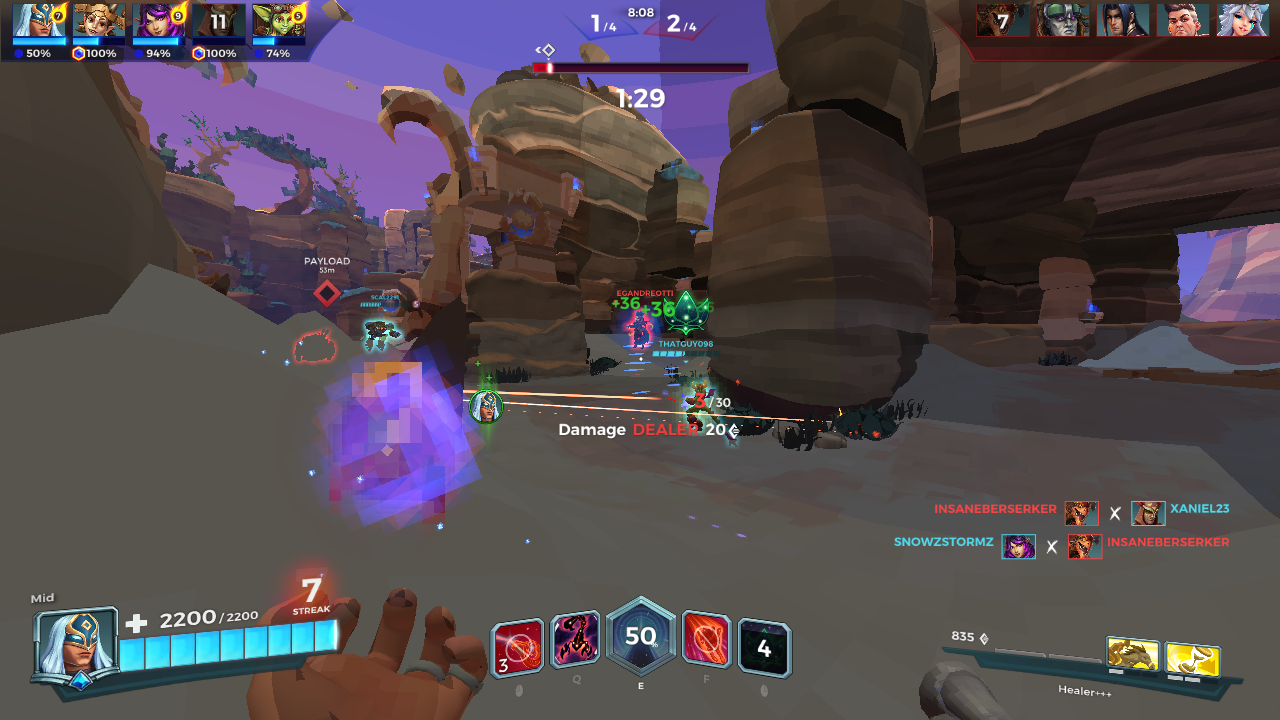 7
9
11
5
50%
100%
94%
100%
74%
1/4
8:08
2/4
7
1:29
PAYLOAD
53m
EGANDREOTTI
+36
+36
THATGUY098
/30
Damage DEALER 20
INSANEBERSERKER X XANIEL23
SNOWZSTORMZ X INSANEBERSERKER
Mid
2200/2200
7
STREAK
3
50%
4
Q
E
F
835
Healer+++